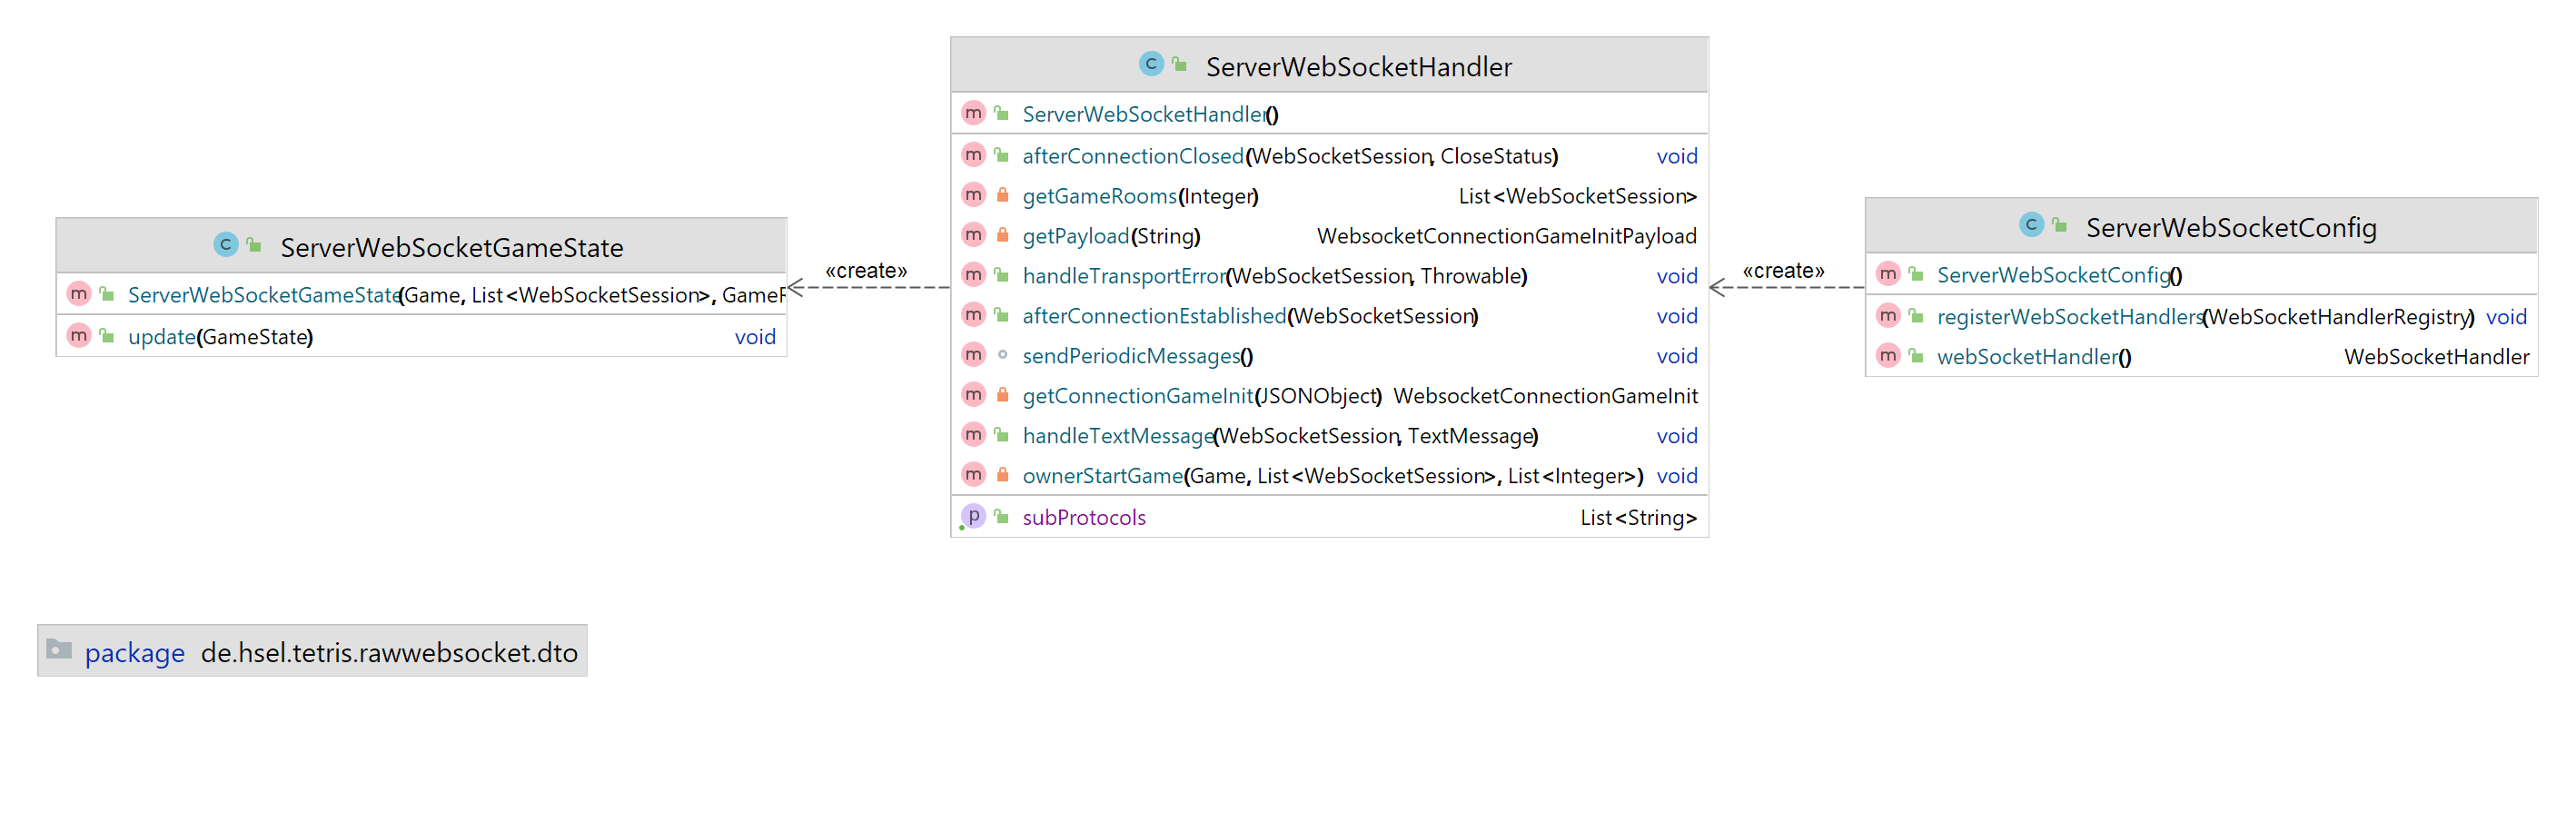 ServerWebSocketGameState
ServerWebSocketGameState(Game, List<WebSocketSession>,
update(GameState) void
«create»
ServerWebSocketHandler
ServerWebSocketHandler()
afterConnectionClosed(WebSocketSession, CloseStatus) void
getGameRooms(Integer) List<WebSocketSession>
getPayload(String) WebsocketConnectionGameInitPayload
handleTransportError(WebSocketSession, Throwable) void
afterConnectionEstablished(WebSocketSession) void
sendPeriodicMessages() void
getConnectionGameInit(JSONObject) WebsocketConnectionGameInit
handleTextMessage(WebSocketSession, TextMessage) void
ownerStartGame(Game, List<WebSocketSession>, List<Integer>) void
subProtocols List<String>
«create»
ServerWebSocketConfig
ServerWebSocketConfig()
registerWebSocketHandlers(WebSocketHandlerRegistry) void
webSocketHandler() WebSocketHandler
package de.hsel.tetris.rawwebsocket.dto